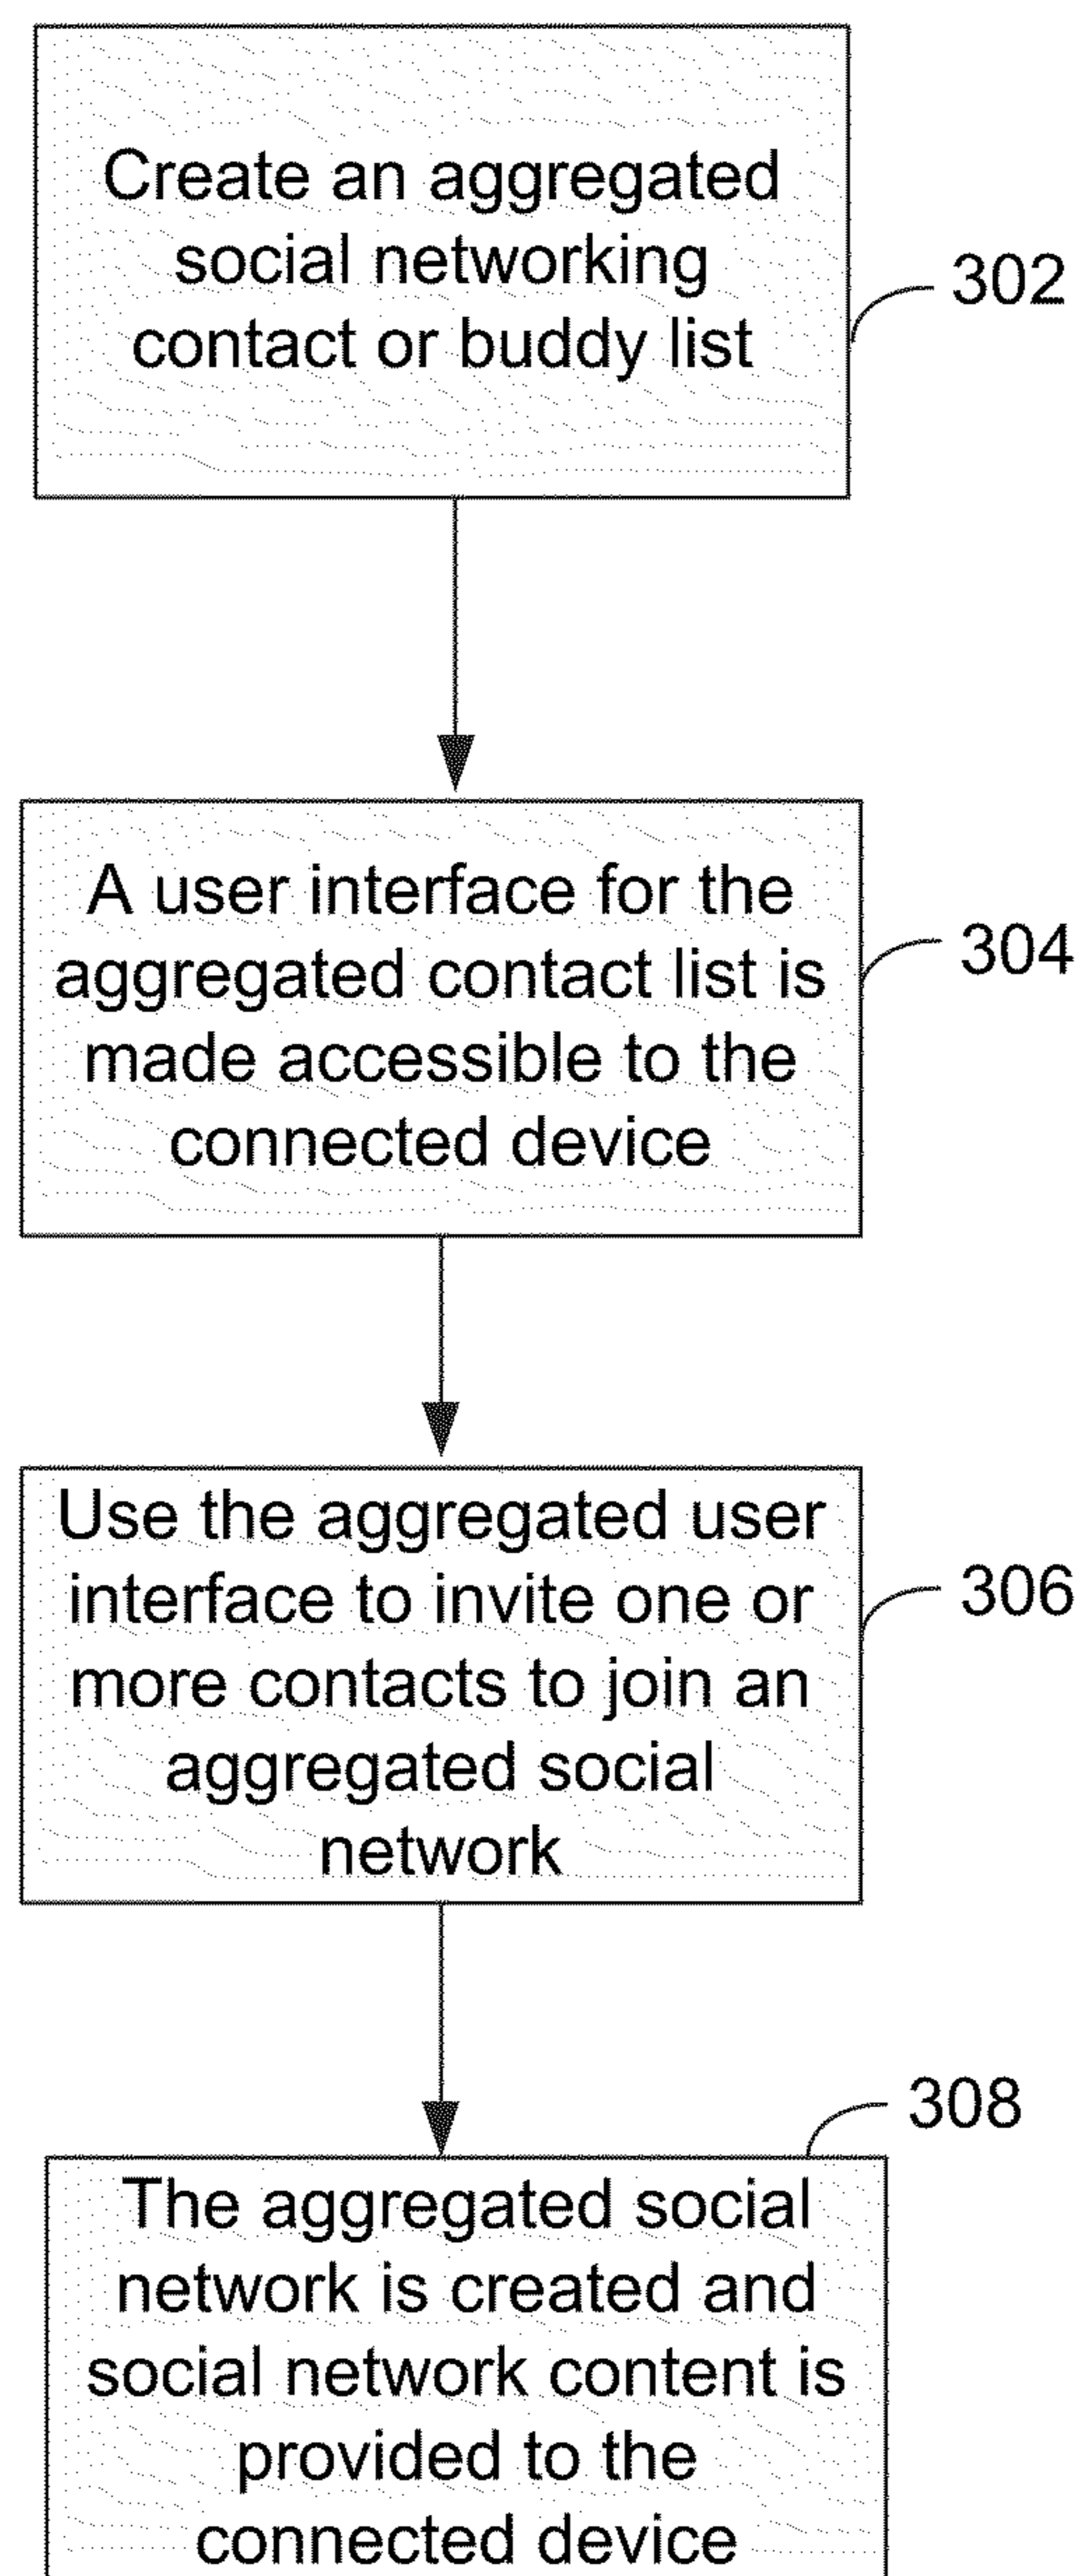 Create an aggregated
social networking
contact or buddy list
302
A user interface for the
aggregated contact list is
made accessible to the
connected device
304
Use the aggregated user
interface to invite one or
more contacts to join an
aggregated social
network
306
308
The aggregated social
network is created and
social network content is
provided to the
connected device